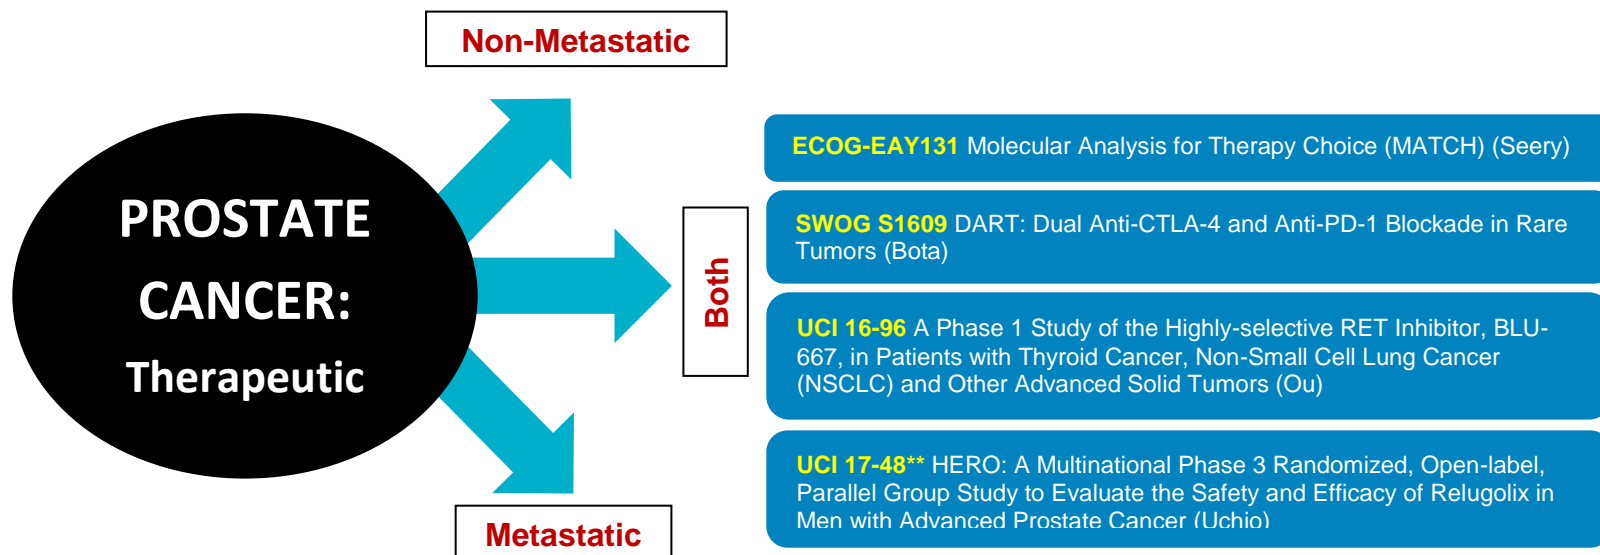 Non-Metastatic
PROSTATE
CANCER:
Therapeutic
Both
Metastatic
ECOG-EAY131 Molecular Analysis for Therapy Choice (MATCH) (Seery)
SWOG S1609 DART: Dual Anti-CTLA-4 and Anti-PD-1 Blockade in Rare
Tumors (Bota)
UCI 16-96 A Phase 1 Study of the Highly-selective RET Inhibitor, BLU-
667, in Patients with Thyroid Cancer, Non-Small Cell Lung Cancer
(NSCLC) and Other Advanced Solid Tumors (Ou)
UCI 17-48** HERO: A Multinational Phase 3 Randomized, Open-label,
Parallel Group Study to Evaluate the Safety and Efficacy of Relugolix in
Men with Advanced Prostate Cancer (Uchio)